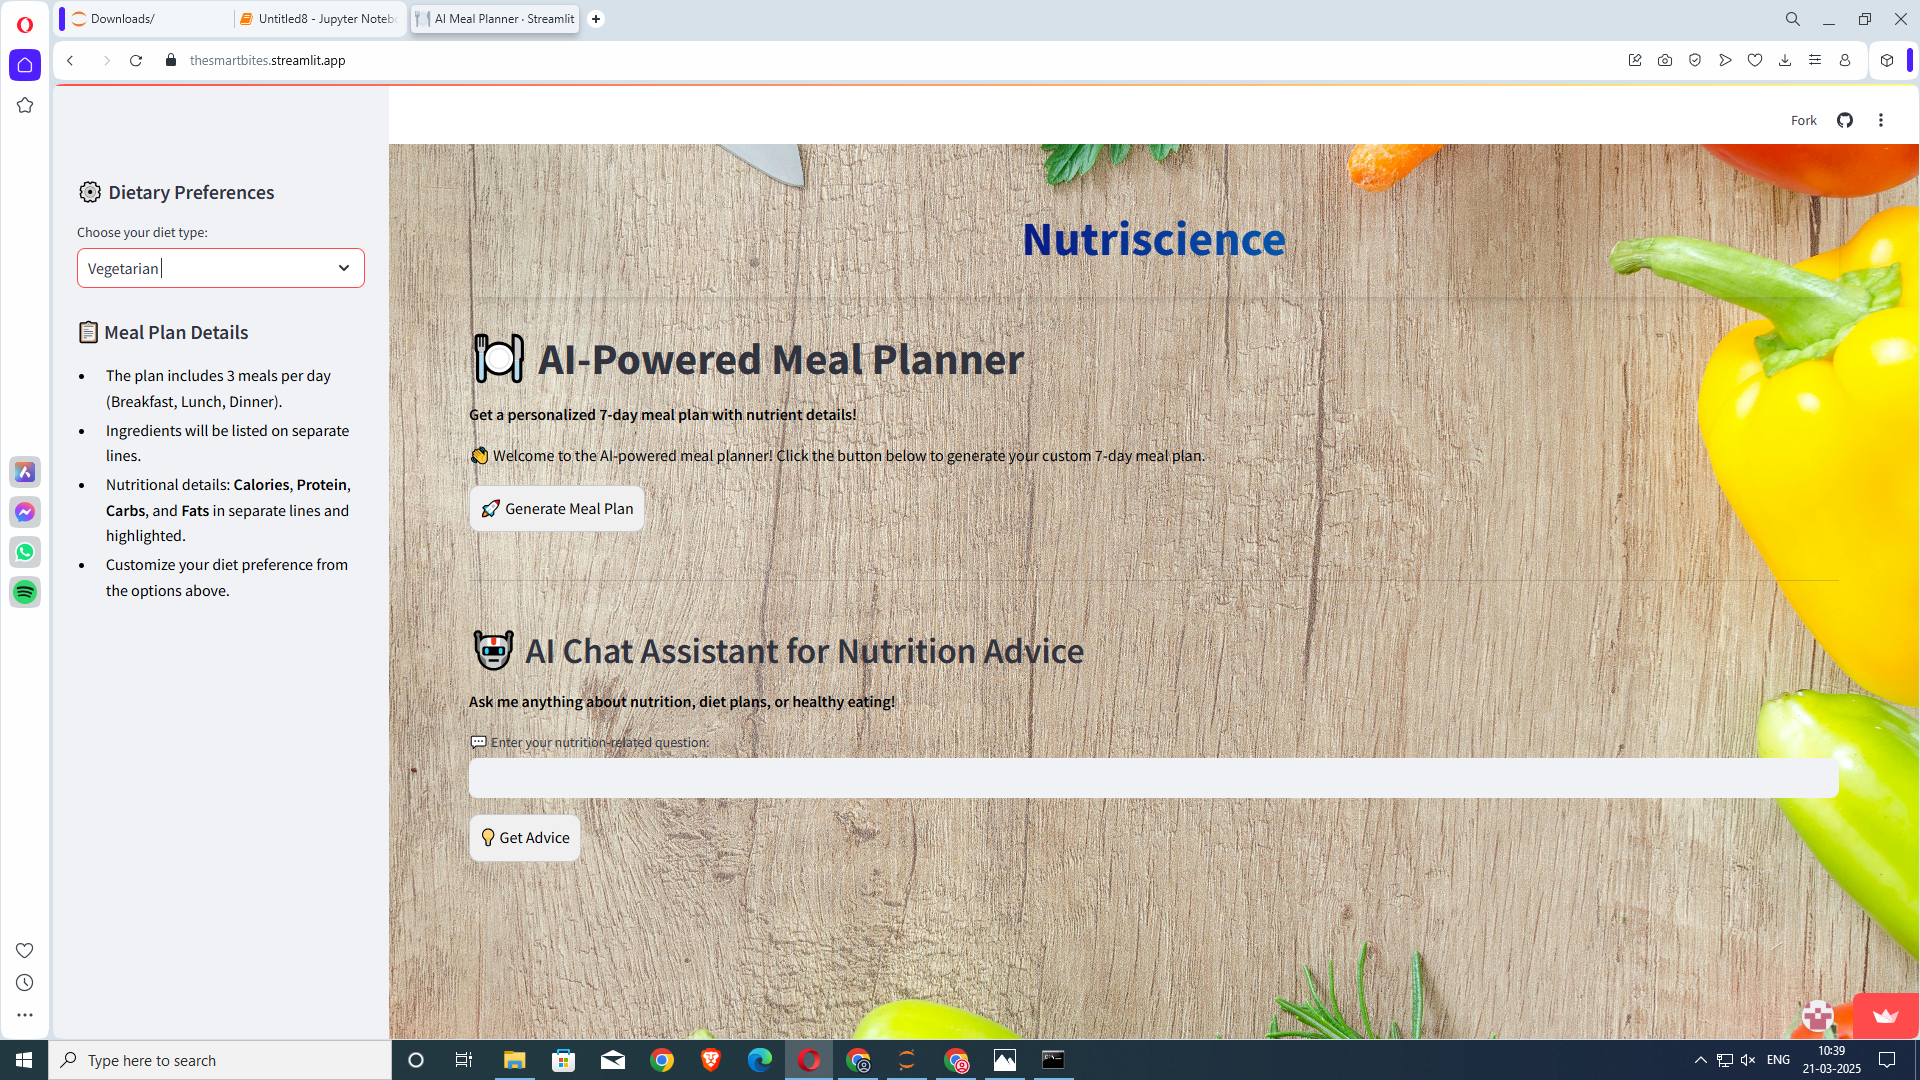 Downloads/
Untitled8 - Jupyter Noteb
AI Meal Planner · Streamlit
thesmartbites.streamlit.app
Fork
Dietary Preferences
Choose your diet type:
Vegetarian
Meal Plan Details
The plan includes 3 meals per day
(Breakfast, Lunch, Dinner).
Ingredients will be listed on separate
lines.
Nutritional details: Calories, Protein,
Carbs, and Fats in separate lines and
highlighted.
Customize your diet preference from
the options above.
Nutriscience
AI-Powered Meal Planner
Get a personalized 7-day meal plan with nutrient details!
Welcome to the AI-powered meal planner! Click the button below to generate your custom 7-day meal plan.
Generate Meal Plan
AI Chat Assistant for Nutrition Advice
Ask me anything about nutrition, diet plans, or healthy eating!
Enter your nutrition-related question:
Get Advice
Type here to search
ENG
10:39
21-03-2025